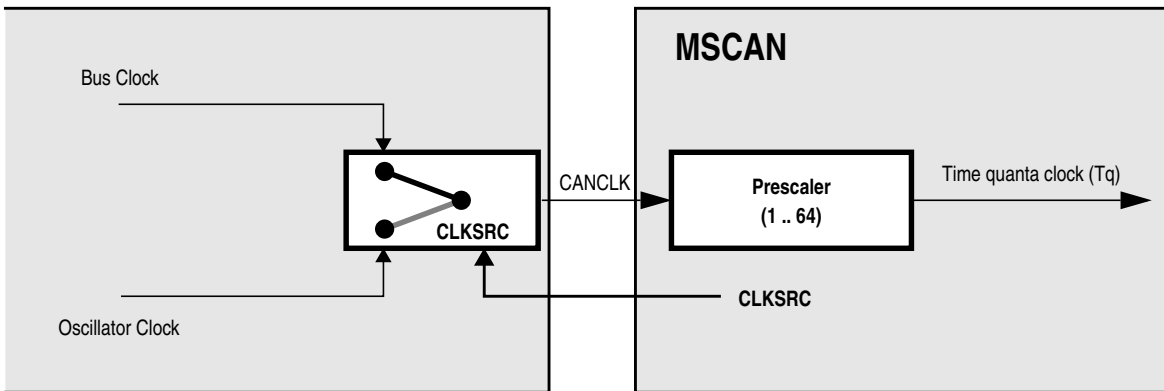 MSCAN
Bus Clock
CANCLK
Prescaler
(1 .. 64)
Time quanta clock (Tq)
CLKSRC
CLKSRC
Oscillator Clock